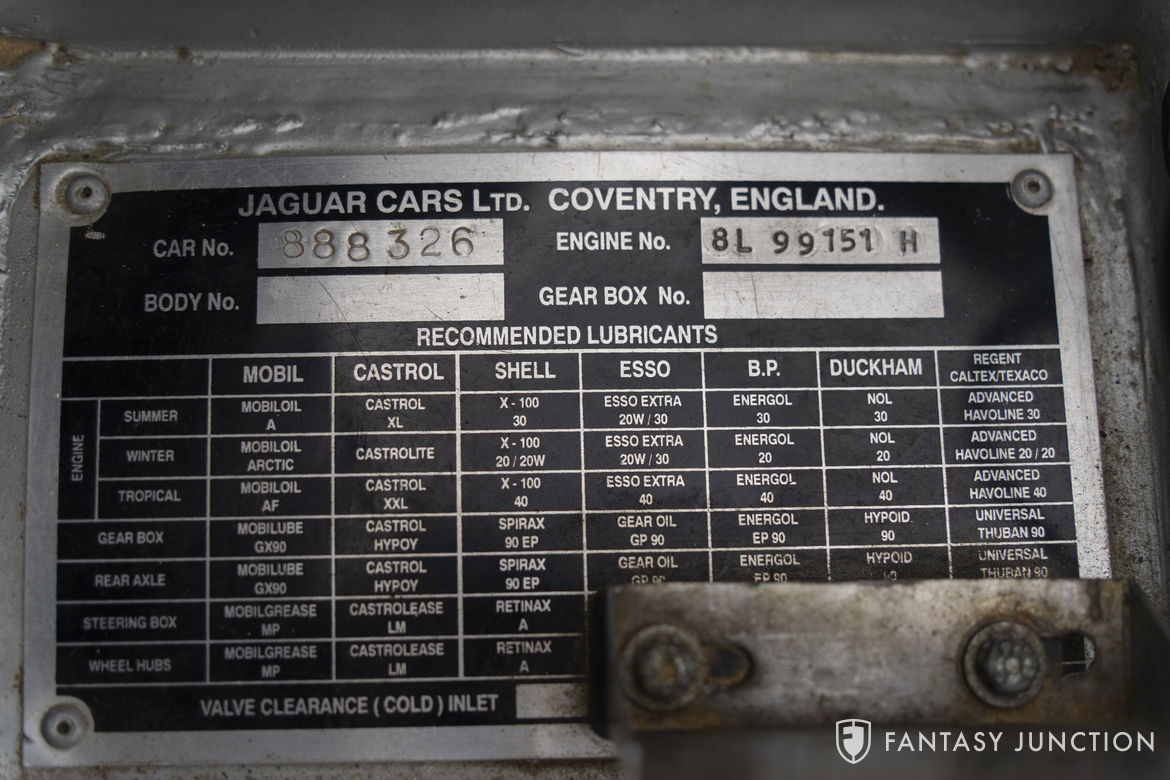 JAGUAR CARS LTD. COVENTRY, ENGLAND.
CAR No. 888326 ENGINE No. 8L 99151 H
BODY No. GEAR BOX No.
RECOMMENDED LUBRICANTS
MOBIL CASTROL SHELL ESSO B.P. DUCKHAM REGENT CALTEX/TEXACO
ENGINE
SUMMER MOBILOIL A CASTROL XL X - 100 30 ESSO EXTRA 20W / 30 ENERGOL 30 NOL 30 ADVANCED HAVOLINE 30
WINTER MOBILOIL ARCTIC CASTROLITE X - 100 20 / 20W ESSO EXTRA 20W / 30 ENERGOL 20 NOL 20 ADVANCED HAVOLINE 20 / 20
TROPICAL MOBILOIL AF CASTROL XXL X - 100 40 ESSO EXTRA 40 ENERGOL 40 NOL 40 ADVANCED HAVOLINE 40
GEAR BOX MOBILUBE GX90 CASTROL HYPOY SPIRAX 90 EP GEAR OIL GP 90 ENERGOL EP 90 HYPOID 90 UNIVERSAL THUBAN 90
REAR AXLE MOBILUBE GX90 CASTROL HYPOY SPIRAX 90 EP GEAR OIL GP 90 ENERGOL EP 90 HYPOID 90 UNIVERSAL THUBAN 90
STEERING BOX MOBILGREASE MP CASTROLEASE LM RETINAX A
WHEEL HUBS MOBILGREASE MP CASTROLEASE LM RETINAX A
VALVE CLEARANCE ( COLD ) INLET
FANTASY JUNCTION